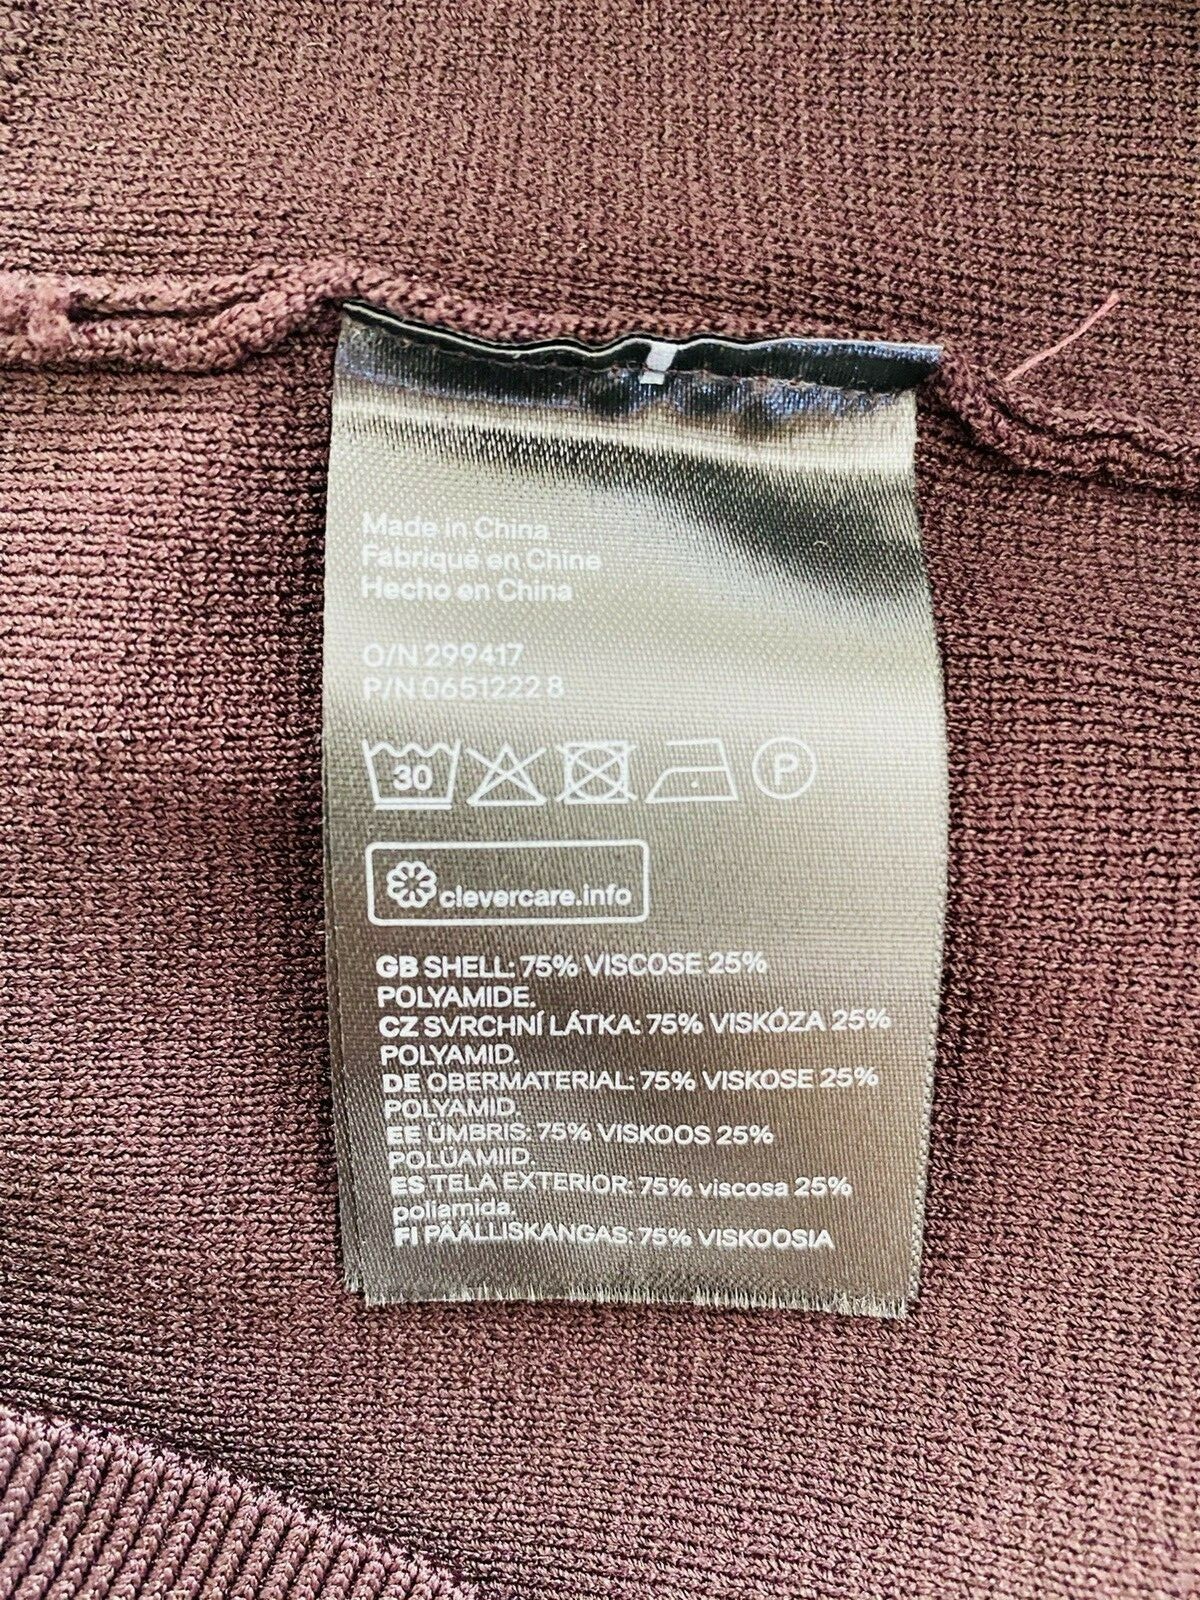 Made in China
Fabriqué en Chine
Hecho en China
O/N 299417
P/N 0651222 8
30
P
clevercare.info
GB SHELL: 75% VISCOSE 25%
POLYAMIDE.
CZ SVRCHNÍ LÁTKA: 75% VISKÓZA 25%
POLYAMID.
DE OBERMATERIAL: 75% VISKOSE 25%
POLYAMID.
EE ÜMBRIS: 75% VISKOOS 25%
POLÜAMIID.
ES TELA EXTERIOR: 75% viscosa 25%
poliamida.
FI PÄÄLLISKANGAS: 75% VISKOOSIA